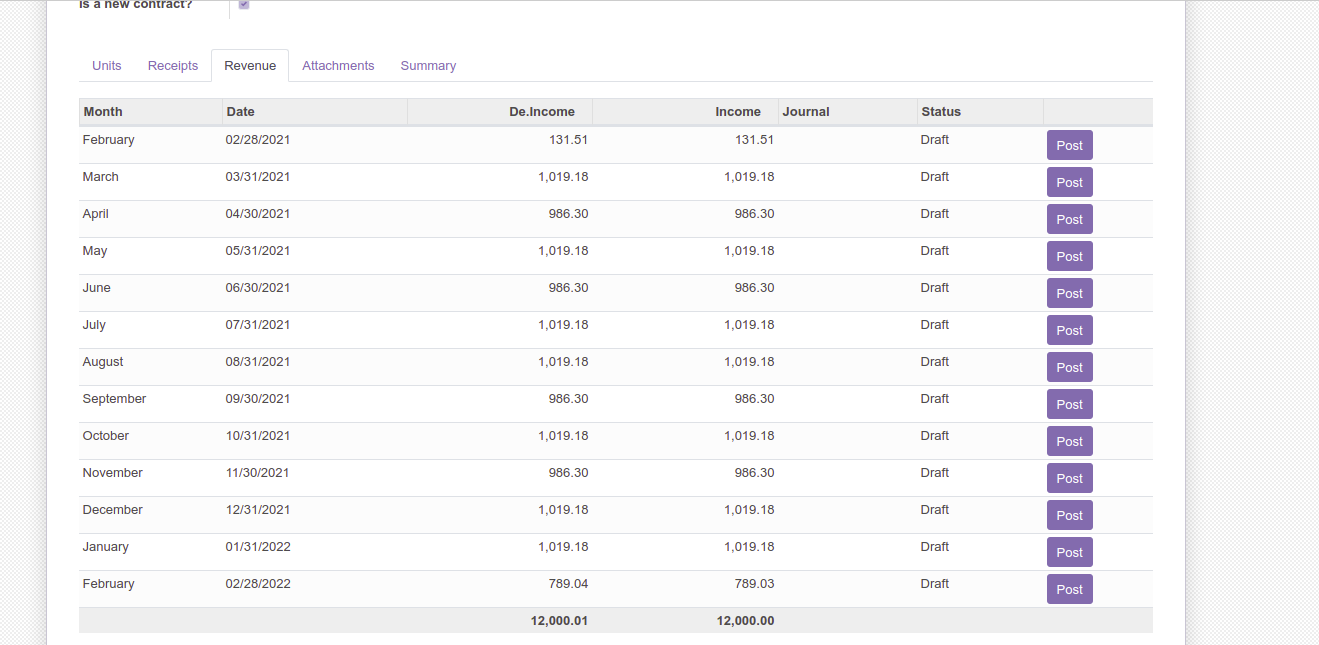 Is a new contract?
Units Receipts Revenue Attachments Summary
Month Date De.Income Income Journal Status
February 02/28/2021 131.51 131.51 Draft Post
March 03/31/2021 1,019.18 1,019.18 Draft Post
April 04/30/2021 986.30 986.30 Draft Post
May 05/31/2021 1,019.18 1,019.18 Draft Post
June 06/30/2021 986.30 986.30 Draft Post
July 07/31/2021 1,019.18 1,019.18 Draft Post
August 08/31/2021 1,019.18 1,019.18 Draft Post
September 09/30/2021 986.30 986.30 Draft Post
October 10/31/2021 1,019.18 1,019.18 Draft Post
November 11/30/2021 986.30 986.30 Draft Post
December 12/31/2021 1,019.18 1,019.18 Draft Post
January 01/31/2022 1,019.18 1,019.18 Draft Post
February 02/28/2022 789.04 789.03 Draft Post
12,000.01 12,000.00